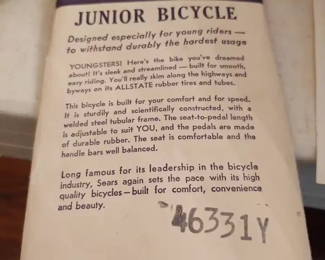 JUNIOR BICYCLE
Designed especially for young riders —
to withstand durably the hardest usage
YOUNGSTERS! Here's the bike you've dreamed
about! It's sleek and streamlined — built for smooth,
easy riding. You'll really skim along the highways and
byways on its ALLSTATE rubber tires and tubes.
This bicycle is built for your comfort and for speed.
It is sturdily and scientifically constructed, with a
welded steel tubular frame. The seat-to-pedal length
is adjustable to suit YOU, and the pedals are made
of durable rubber. The seat is comfortable and the
handle bars well balanced.
Long famous for its leadership in the bicycle
industry, Sears again sets the pace with its high
quality bicycles—built for comfort, convenience
and beauty.
46331Y